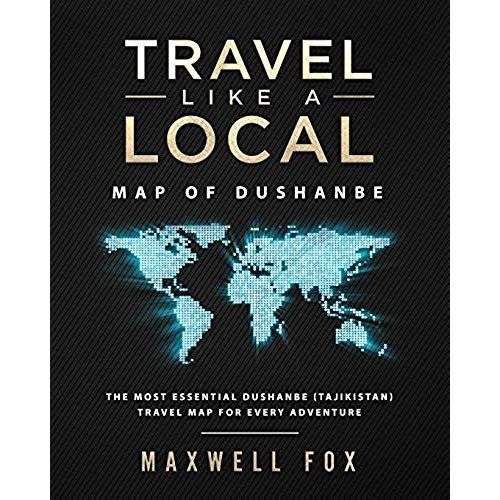 TRAVEL
LIKE A
LOCAL
MAP OF DUSHANBE
THE MOST ESSENTIAL DUSHANBE (TAJIKISTAN)
TRAVEL MAP FOR EVERY ADVENTURE
MAXWELL FOX